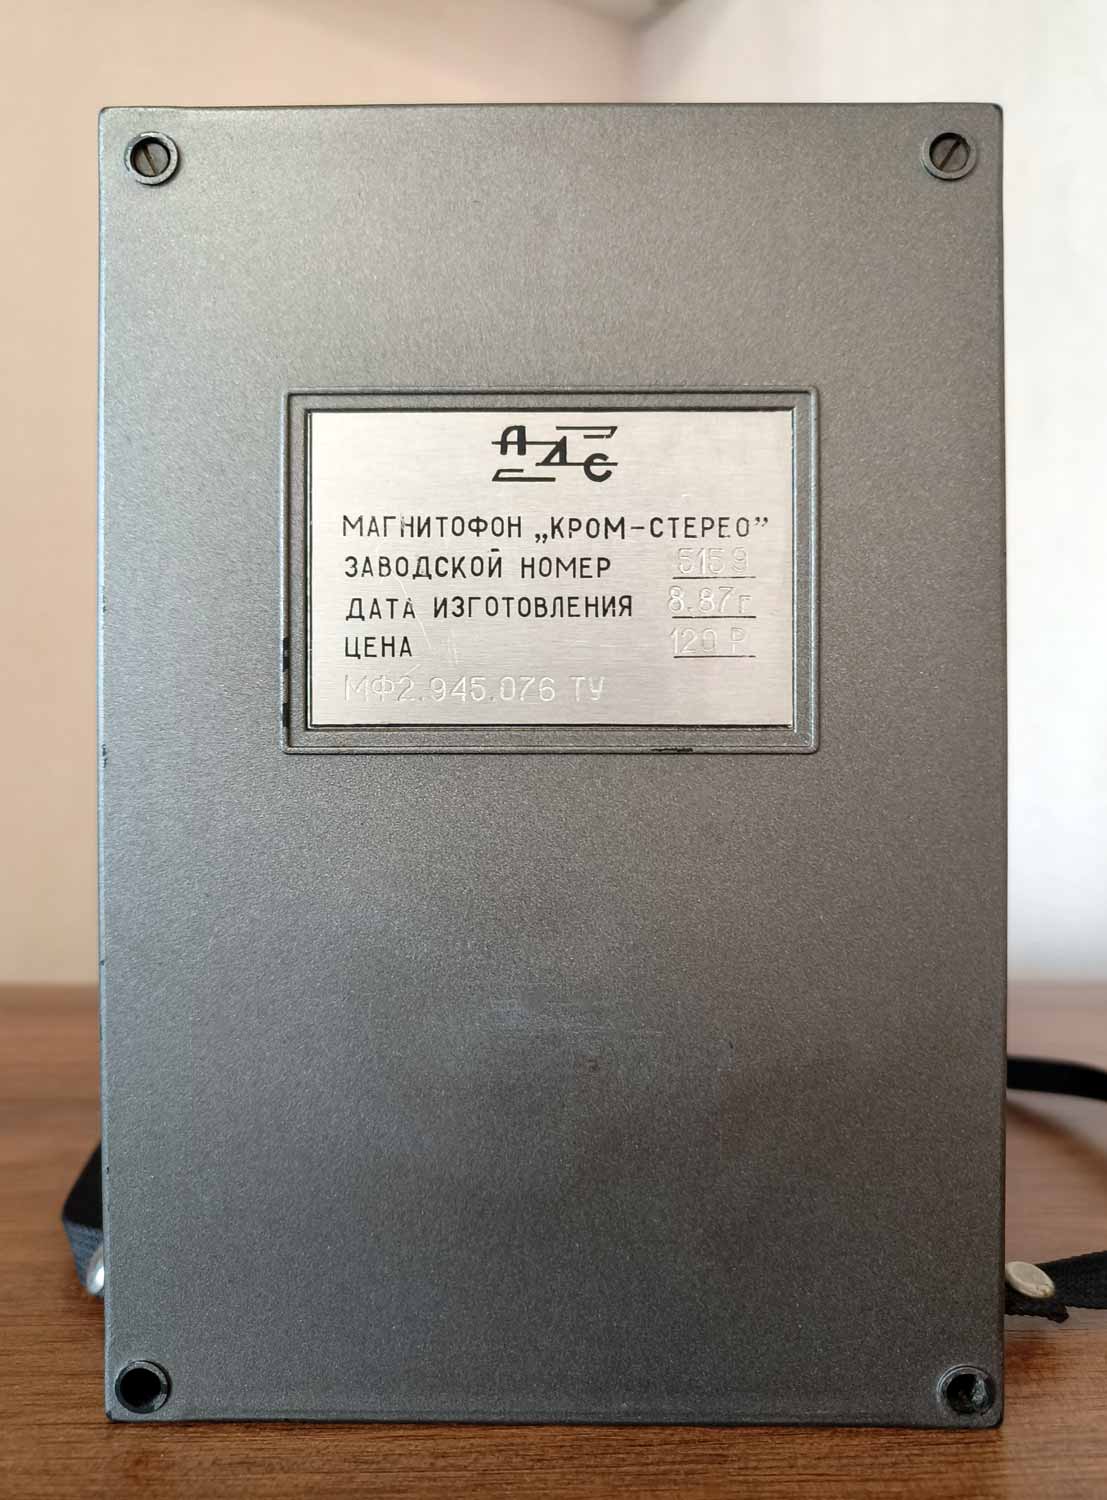 АДС
МАГНИТОФОН „КРОМ-СТЕРЕО”
ЗАВОДСКОЙ НОМЕР 5159
ДАТА ИЗГОТОВЛЕНИЯ 8.87г
ЦЕНА 120 Р.
МФ2.945.076 ТУ